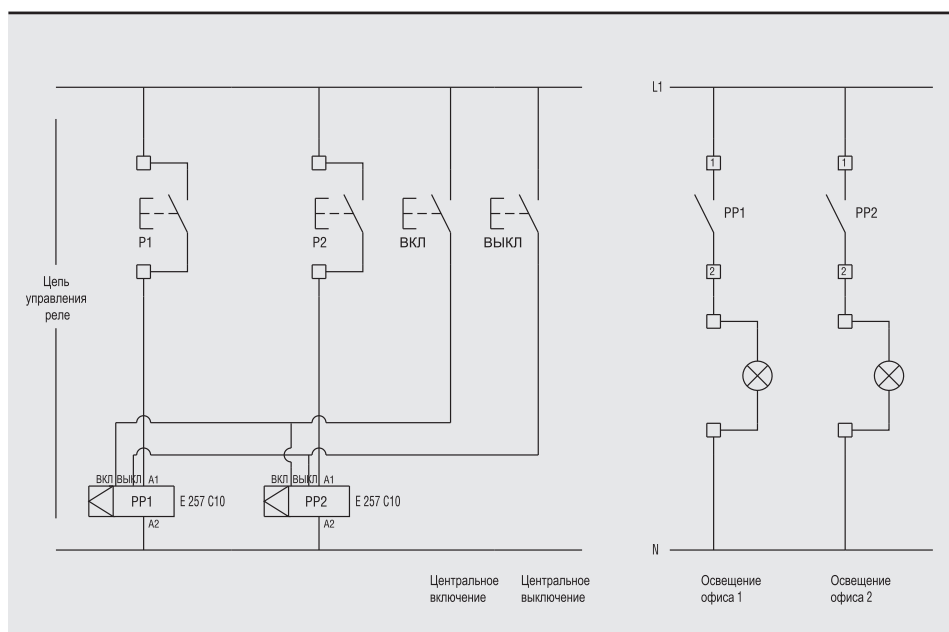 L1
1
1
P1
P2
ВКЛ
ВЫКЛ
PP1
PP2
2
2
Цепь
управления
реле
ВКЛ ВЫКЛ A1
ВКЛ ВЫКЛ A1
PP1
E 257 C10
PP2
E 257 C10
A2
A2
N
Центральное
включение
Центральное
выключение
Освещение
офиса 1
Освещение
офиса 2